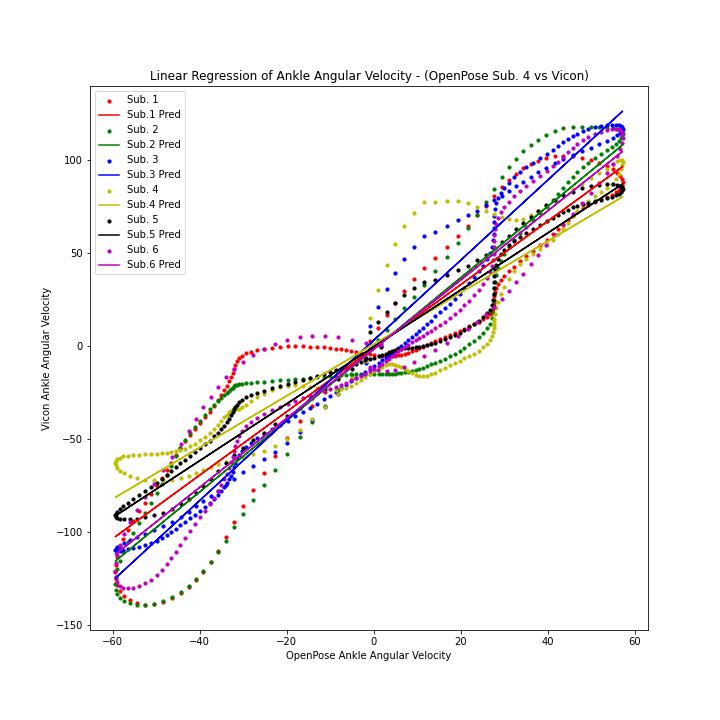 Linear Regression of Ankle Angular Velocity - (OpenPose Sub. 4 vs Vicon)
Sub. 1
Sub.1 Pred
Sub. 2
Sub.2 Pred
Sub. 3
Sub.3 Pred
Sub. 4
Sub.4 Pred
Sub. 5
Sub.5 Pred
Sub. 6
Sub.6 Pred
100
50
0
−50
−100
−150
Vicon Ankle Angular Velocity
−60 −40 −20 0 20 40 60
OpenPose Ankle Angular Velocity